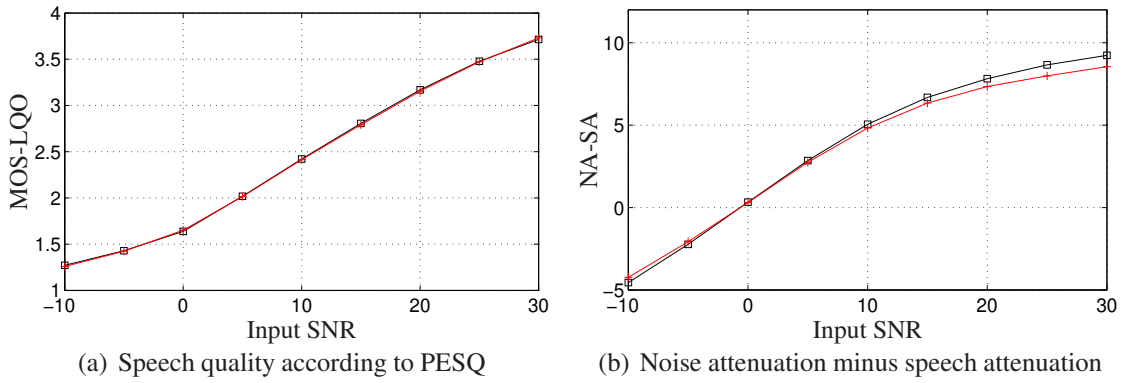 4
3.5
3
2.5
2
1.5
1
MOS-LQO
−10 0 10 20 30
Input SNR
(a) Speech quality according to PESQ
10
5
0
−5
NA-SA
−10 0 10 20 30
Input SNR
(b) Noise attenuation minus speech attenuation